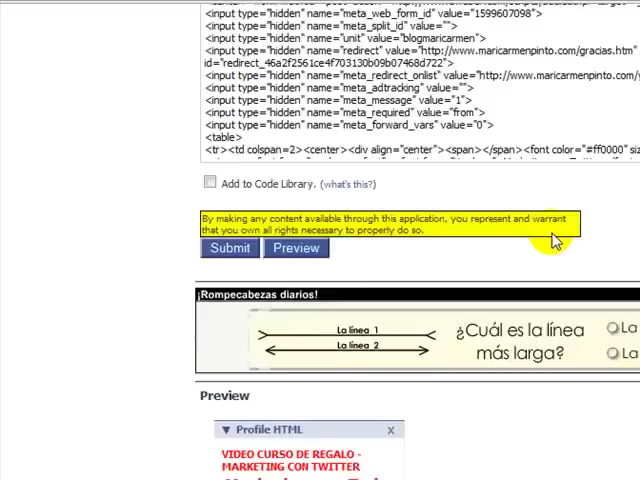 <input type="hidden" name="meta_web_form_id" value="1599607098">
<input type="hidden" name="meta_split_id" value="">
<input type="hidden" name="unit" value="blogmaricarmen">
<input type="hidden" name="redirect" value="http://www.maricarmenpinto.com/gracias.htm"
id="redirect_46a2f2561ce4f703130b09b07468d722">
<input type="hidden" name="meta_redirect_onlist" value="http://www.maricarmenpinto.com/y
<input type="hidden" name="meta_adtracking" value="">
<input type="hidden" name="meta_message" value="1">
<input type="hidden" name="meta_required" value="from">
<input type="hidden" name="meta_forward_vars" value="0">
<table>
<tr><td colspan=2><center><div align="center"><span></span><font color="#ff0000" size
Add to Code Library. (what's this?)
By making any content available through this application, you represent and warrant
that you own all rights necessary to properly do so.
Submit Preview
¡Rompecabezas diarios!
La línea 1
La línea 2
¿Cuál es la línea
más larga?
La
La
Preview
Profile HTML x
VIDEO CURSO DE REGALO -
MARKETING CON TWITTER